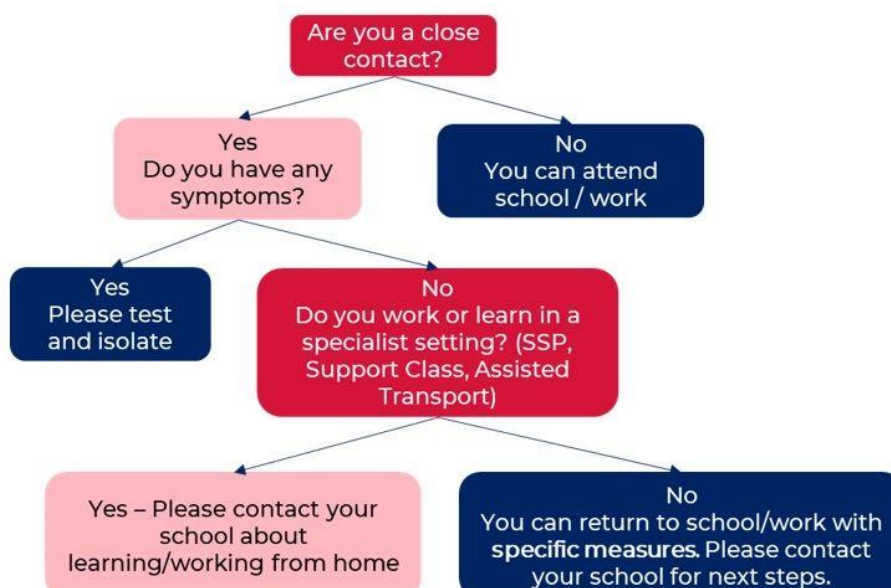 Are you a close
contact?
Yes
Do you have any
symptoms?
No
You can attend
school / work
Yes
Please test
and isolate
No
Do you work or learn in a
specialist setting? (SSP,
Support Class, Assisted
Transport)
Yes – Please contact your
school about
learning/working from home
No
You can return to school/work with
specific measures. Please contact
your school for next steps.